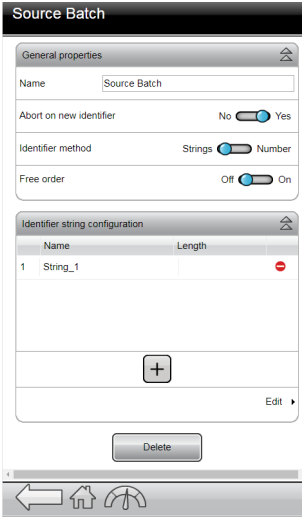 Source Batch
General properties
Name Source Batch
Abort on new identifier No Yes
Identifier method Strings Number
Free order Off On
Identifier string configuration
Name Length
1 String_1
Edit
Delete